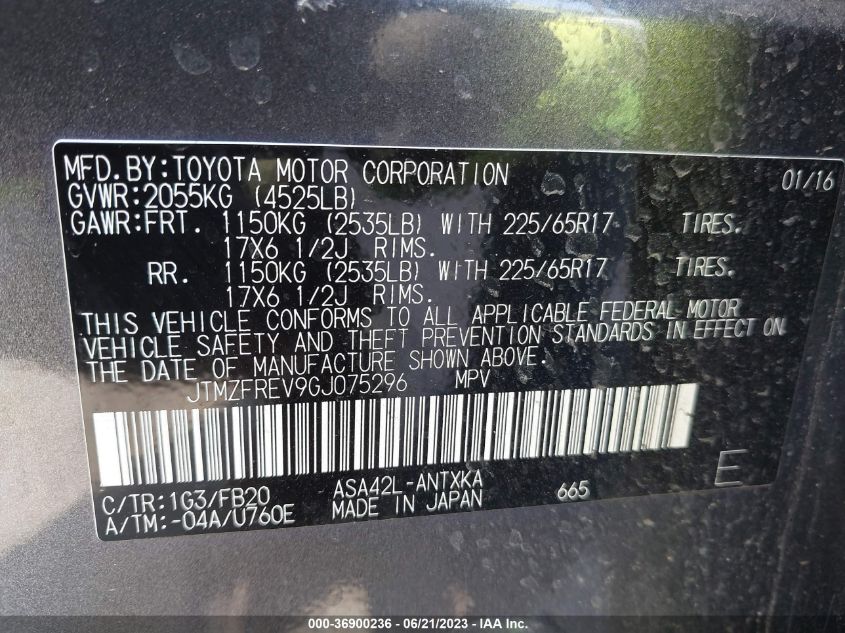 MFD.BY:TOYOTA MOTOR CORPORATION 01/16
GVWR:2055KG (4525LB)
GAWR:FRT. 1150KG (2535LB) WITH 225/65R17 TIRES.
17X6 1/2J RIMS.
RR. 1150KG (2535LB) WITH 225/65R17 TIRES.
17X6 1/2J RIMS.
THIS VEHICLE CONFORMS TO ALL APPLICABLE FEDERAL MOTOR
VEHICLE SAFETY AND THEFT PREVENTION STANDARDS IN EFFECT ON
THE DATE OF MANUFACTURE SHOWN ABOVE.
JTMZFREV9GJ075296 MPV
C/TR:1G3/FB20 ASA42L-ANTXKA 665 E
A/TM:-04A/U760E MADE IN JAPAN
000-36900236 - 06/21/2023 - IAA Inc.